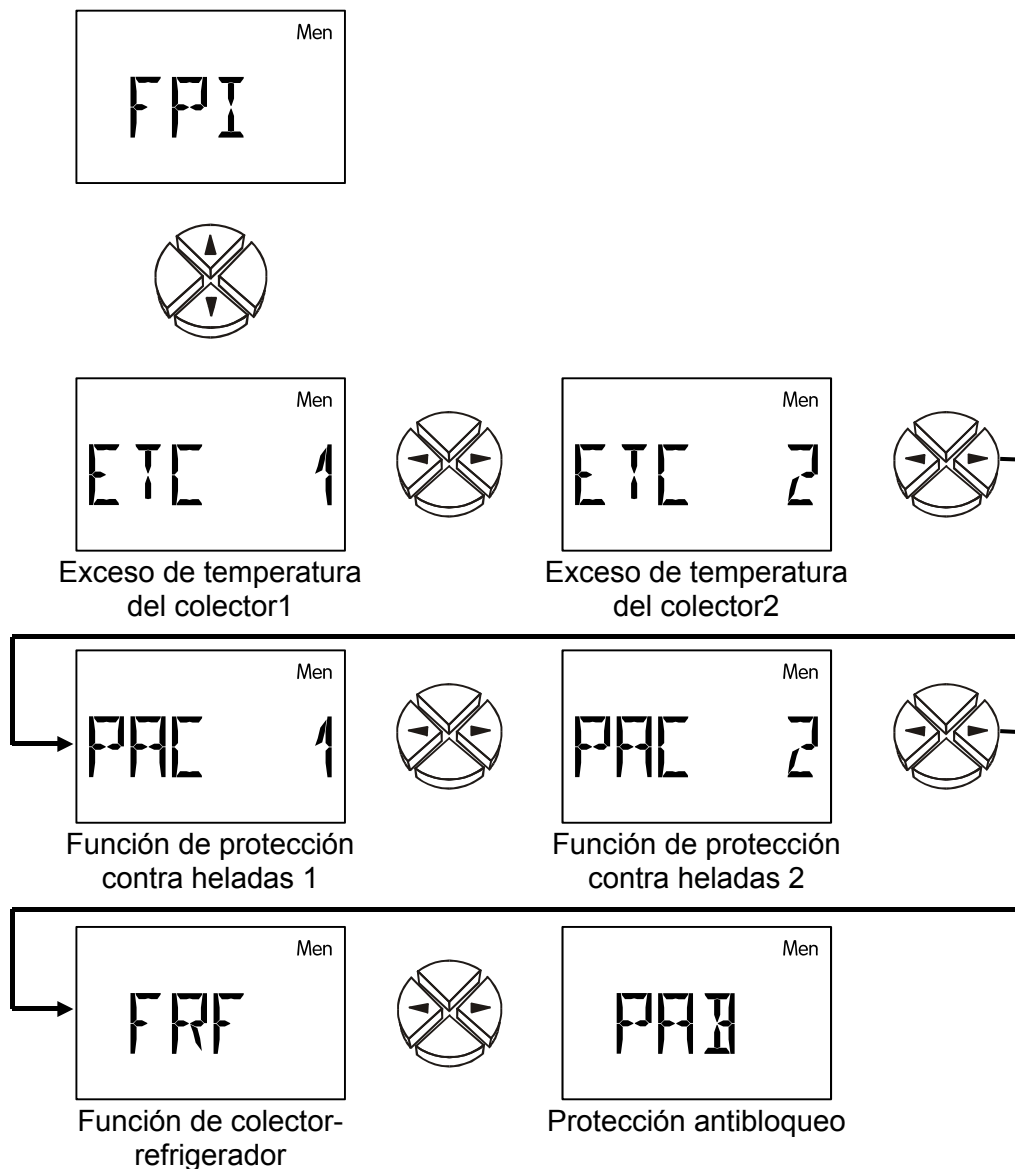 Men
FPI
Men
ETC 1
Men
ETC 2
Exceso de temperatura
del colector1
Exceso de temperatura
del colector2
Men
PAC 1
Men
PAC 2
Función de protección
contra heladas 1
Función de protección
contra heladas 2
Men
FRF
Men
PAB
Función de colector-
refrigerador
Protección antibloqueo